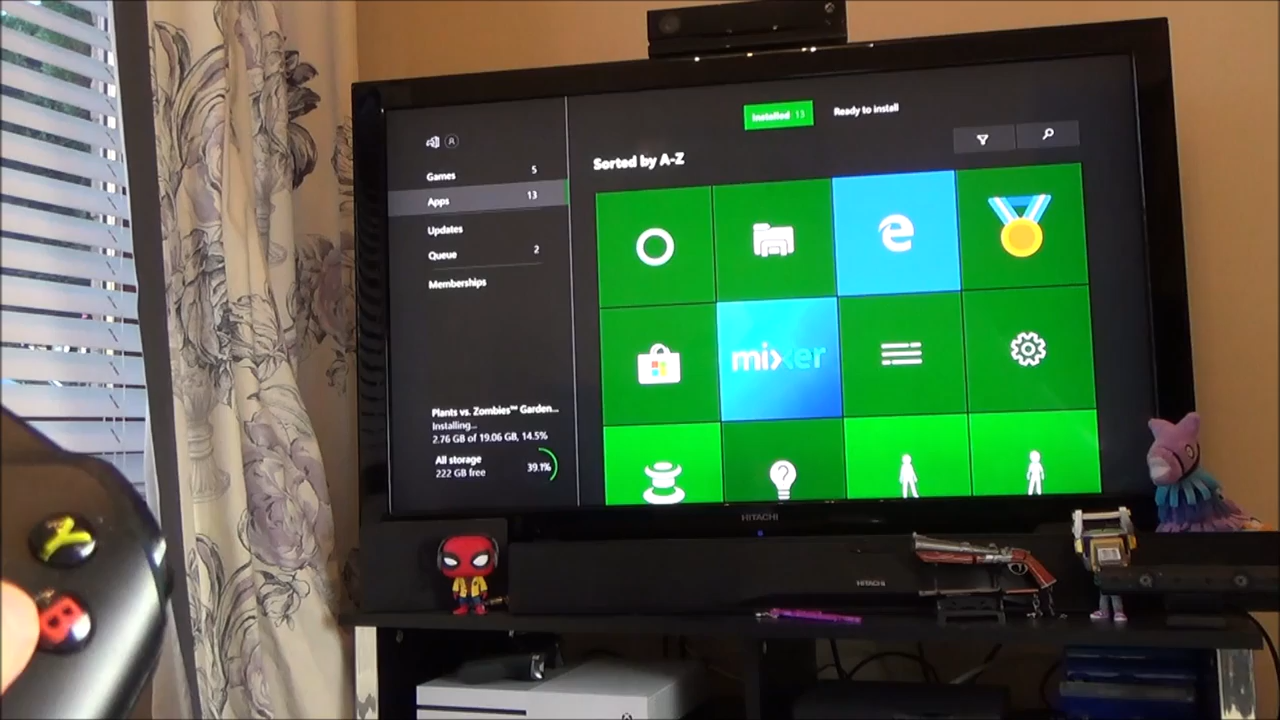 Installed 13
Ready to install
Sorted by A-Z
Games 5
Apps 13
Updates
Queue 2
Memberships
mixer
Plants vs. Zombies™ Garden...
Installing...
2.76 GB of 19.06 GB, 14.5%
All storage
222 GB free
39.1%
HITACHI
HITACHI
Y
B